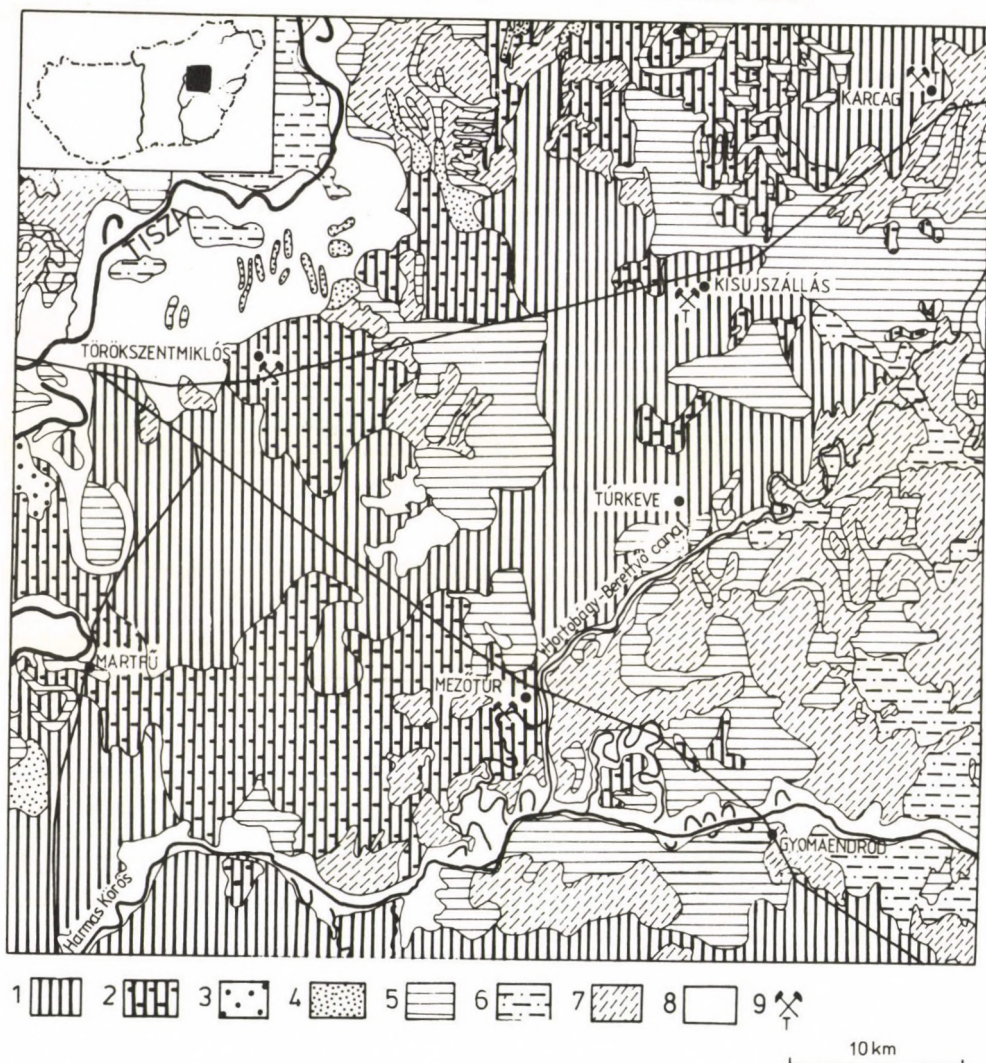 KARCAG
TISZA
KISUJSZÁLLÁS
TÖRÖKSZENTMIKLÓS
TÚRKEVE
Hortobágy-Berettyó canal
MARTFŰ
MEZŐTÚR
GYOMAENDRŐD
Hármas Körös
1 2 3 4 5 6 7 8 9
T
10 km